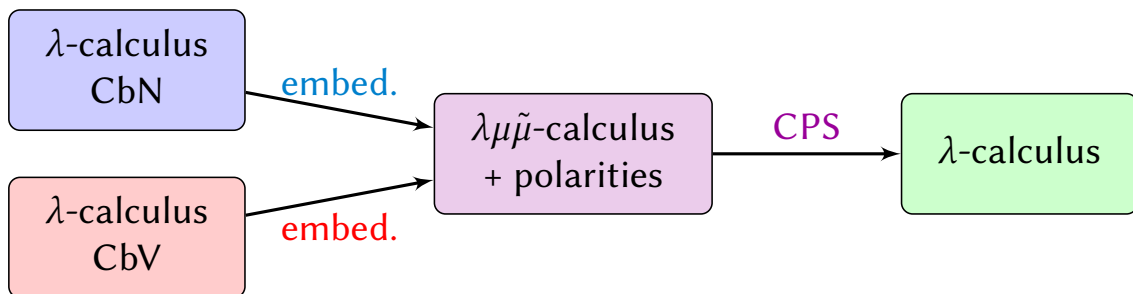 λ-calculus
CbN
embed.
λμμ̃-calculus
+ polarities
CPS
λ-calculus
λ-calculus
CbV
embed.